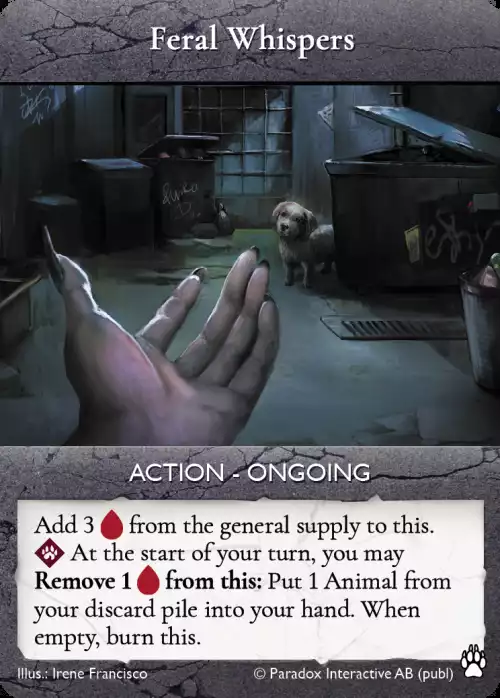 Feral Whispers
ACTION - ONGOING
Add 3 from the general supply to this.
At the start of your turn, you may
Remove 1 from this: Put 1 Animal from
your discard pile into your hand. When
empty, burn this.
Illus.: Irene Francisco
© Paradox Interactive AB (publ)